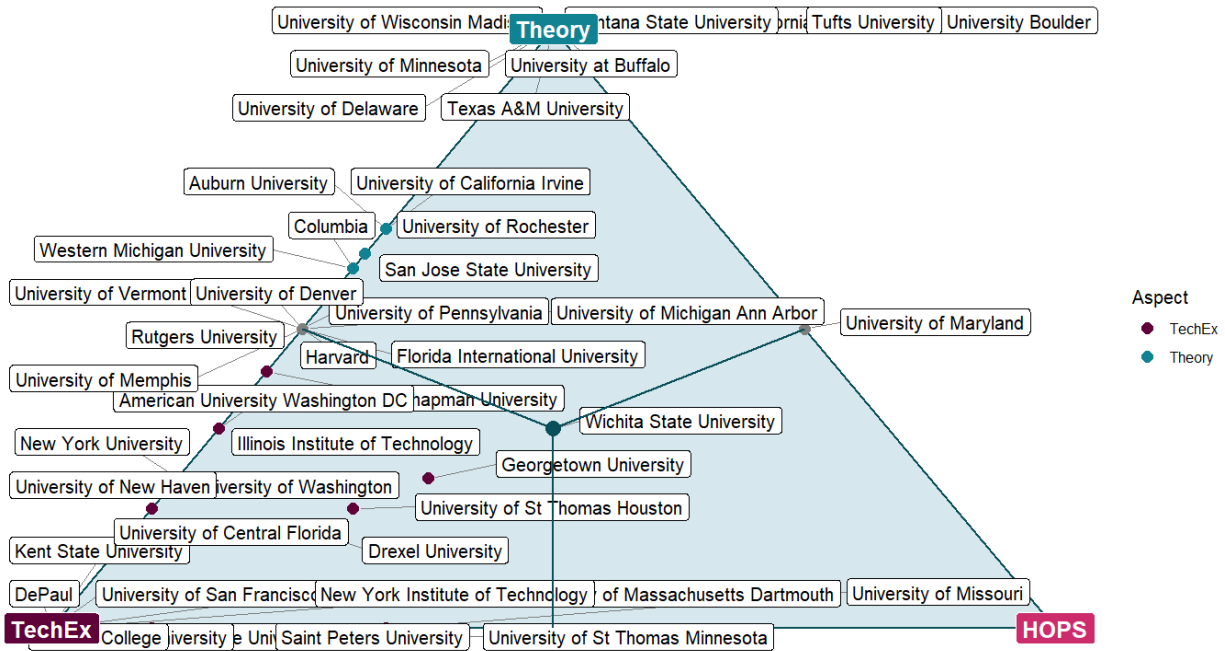 University of Wisconsin Madis
Theory
ntana State University
Tufts University
University Boulder
University of Minnesota
University at Buffalo
University of Delaware
Texas A&M University
Auburn University
University of California Irvine
Columbia
University of Rochester
Western Michigan University
San Jose State University
University of Vermont
University of Denver
University of Pennsylvania
University of Michigan Ann Arbor
University of Maryland
Rutgers University
Harvard
Florida International University
University of Memphis
American University Washington DC
hapman University
Wichita State University
New York University
Illinois Institute of Technology
Georgetown University
University of New Haven
iversity of Washington
University of St Thomas Houston
University of Central Florida
Drexel University
Kent State University
DePaul
University of San Francisco
New York Institute of Technology
of Massachusetts Dartmouth
University of Missouri
TechEx
College
iversity
e Uni
Saint Peters University
University of St Thomas Minnesota
HOPS
Aspect
TechEx
Theory